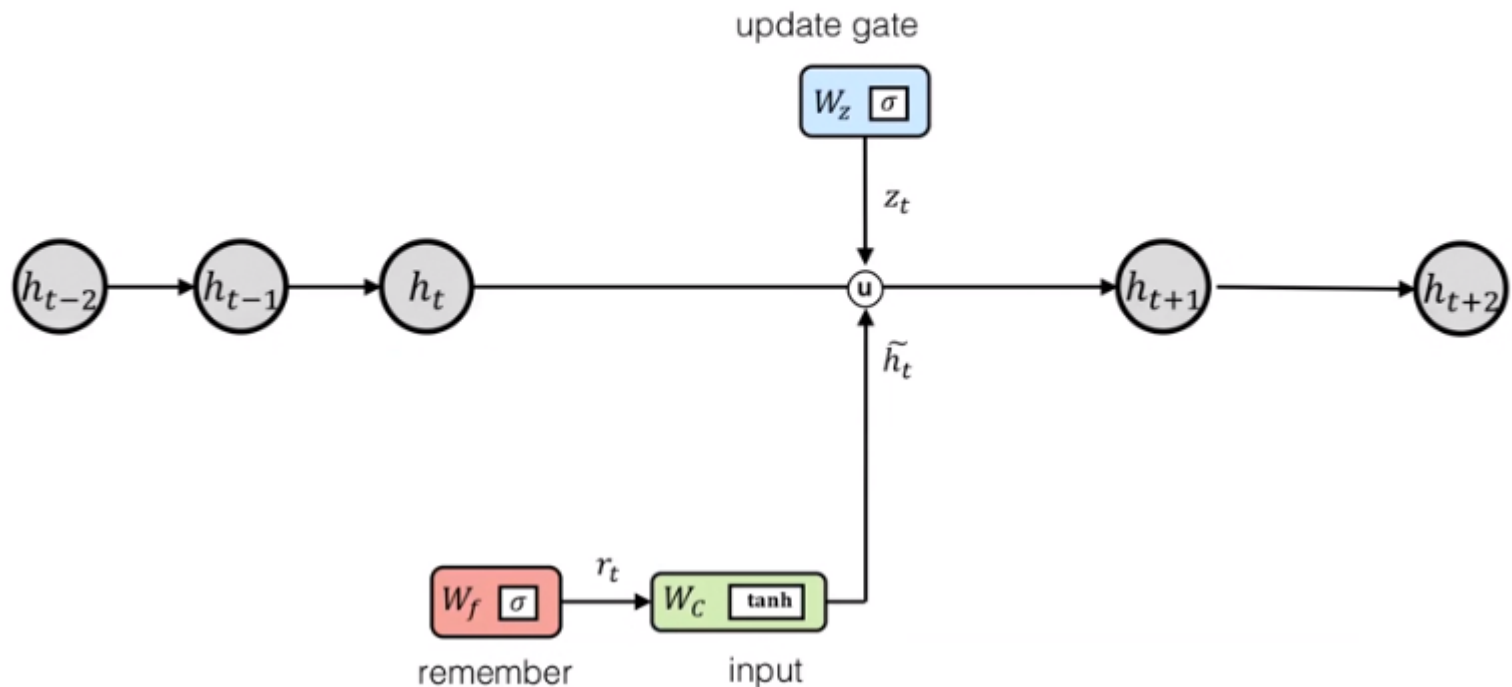 update gate
W_z σ
z_t
h_{t−2} h_{t−1} h_t u h_{t+1} h_{t+2}
h̃_t
r_t
W_f σ W_C tanh
remember input